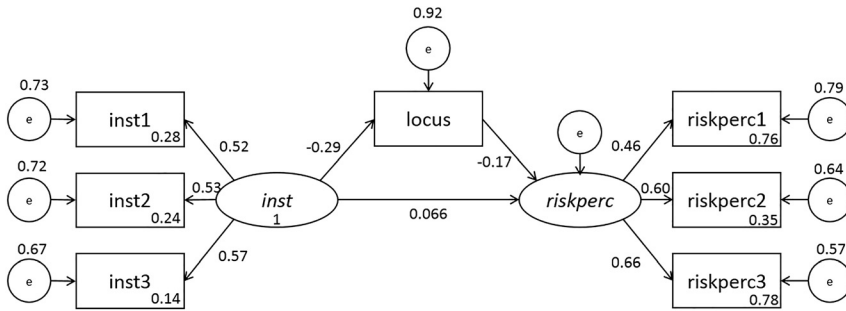 0.92
e
0.73
e
inst1
0.28
locus
0.79
riskperc1
0.76
e
e
0.52
-0.29
-0.17
0.46
0.72
e
inst2
0.24
0.53
inst
1
0.066
riskperc
0.60
riskperc2
0.35
0.64
e
0.67
e
inst3
0.14
0.57
0.66
riskperc3
0.78
0.57
e